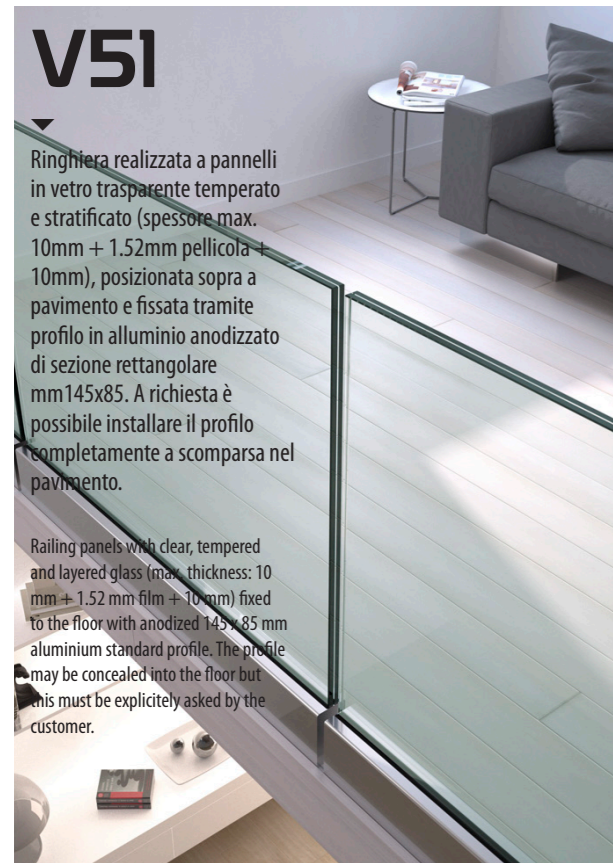 V51
Ringhiera realizzata a pannelli
in vetro trasparente temperato
e stratificato (spessore max.
10mm + 1.52mm pellicola +
10mm), posizionata sopra a
pavimento e fissata tramite
profilo in alluminio anodizzato
di sezione rettangolare
mm145x85. A richiesta è
possibile installare il profilo
completamente a scomparsa nel
pavimento.
Railing panels with clear, tempered
and layered glass (max. thickness: 10
mm + 1.52 mm film + 10 mm) fixed
to the floor with anodized 145x 85 mm
aluminium standard profile. The profile
may be concealed into the floor but
this must be explicitely asked by the
customer.